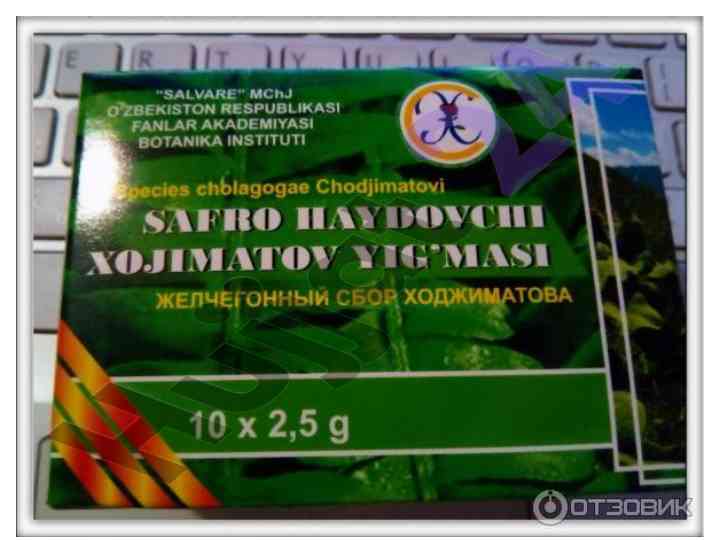 E R T Y U I O P
"SALVARE" MChJ
O'ZBEKISTON RESPUBLIKASI
FANLAR AKADEMIYASI
BOTANIKA INSTITUTI
Species cholagogae Chodjimatovi
SAFRO HAYDOVCHI
XOJIMATOV YIG'MASI
ЖЕЛЧЕГОННЫЙ СБОР ХОДЖИМАТОВА
10 x 2,5 g
ОТЗОВИК